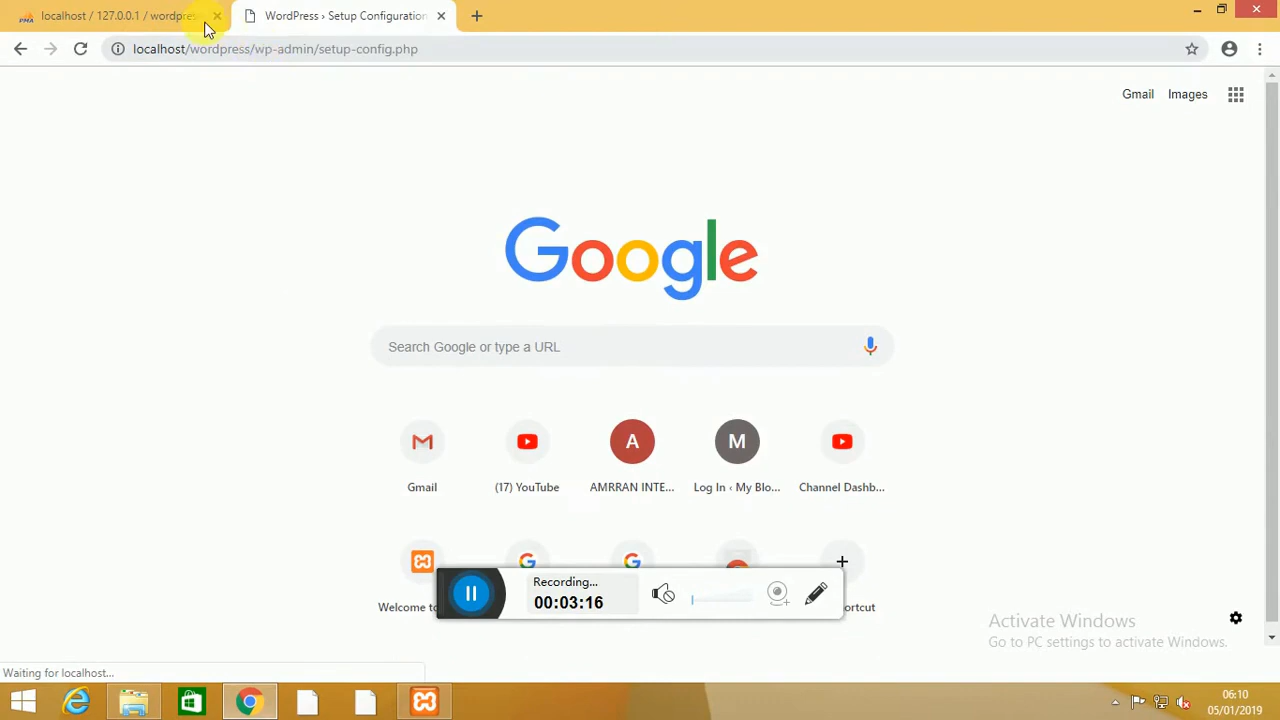 localhost / 127.0.0.1 / wordpre
WordPress › Setup Configuration
localhost/wordpress/wp-admin/setup-config.php
Gmail
Images
Google
Search Google or type a URL
A
M
Gmail
(17) YouTube
AMRRAN INTE...
Log In ‹ My Blo...
Channel Dashb...
Recording...
00:03:16
Welcome to
ortcut
Activate Windows
Go to PC settings to activate Windows.
Waiting for localhost...
06:10
05/01/2019